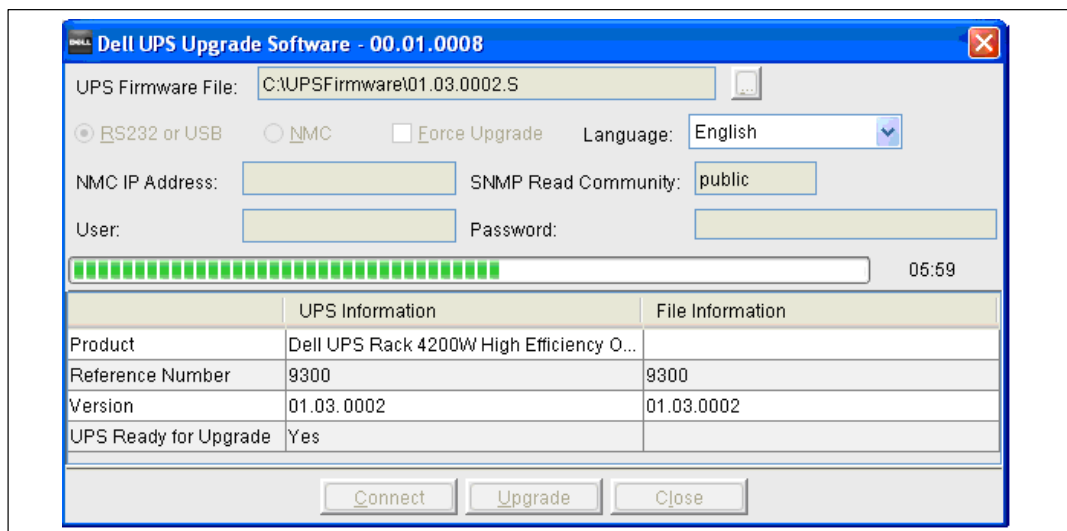 DELL Dell UPS Upgrade Software - 00.01.0008
UPS Firmware File: C:\UPSFirmware\01.03.0002.S ...
RS232 or USB NMC Force Upgrade Language: English
NMC IP Address: SNMP Read Community: public
User: Password:
05:59
UPS Information File Information
Product Dell UPS Rack 4200W High Efficiency O...
Reference Number 9300 9300
Version 01.03. 0002 01.03.0002
UPS Ready for Upgrade Yes
Connect Upgrade Close